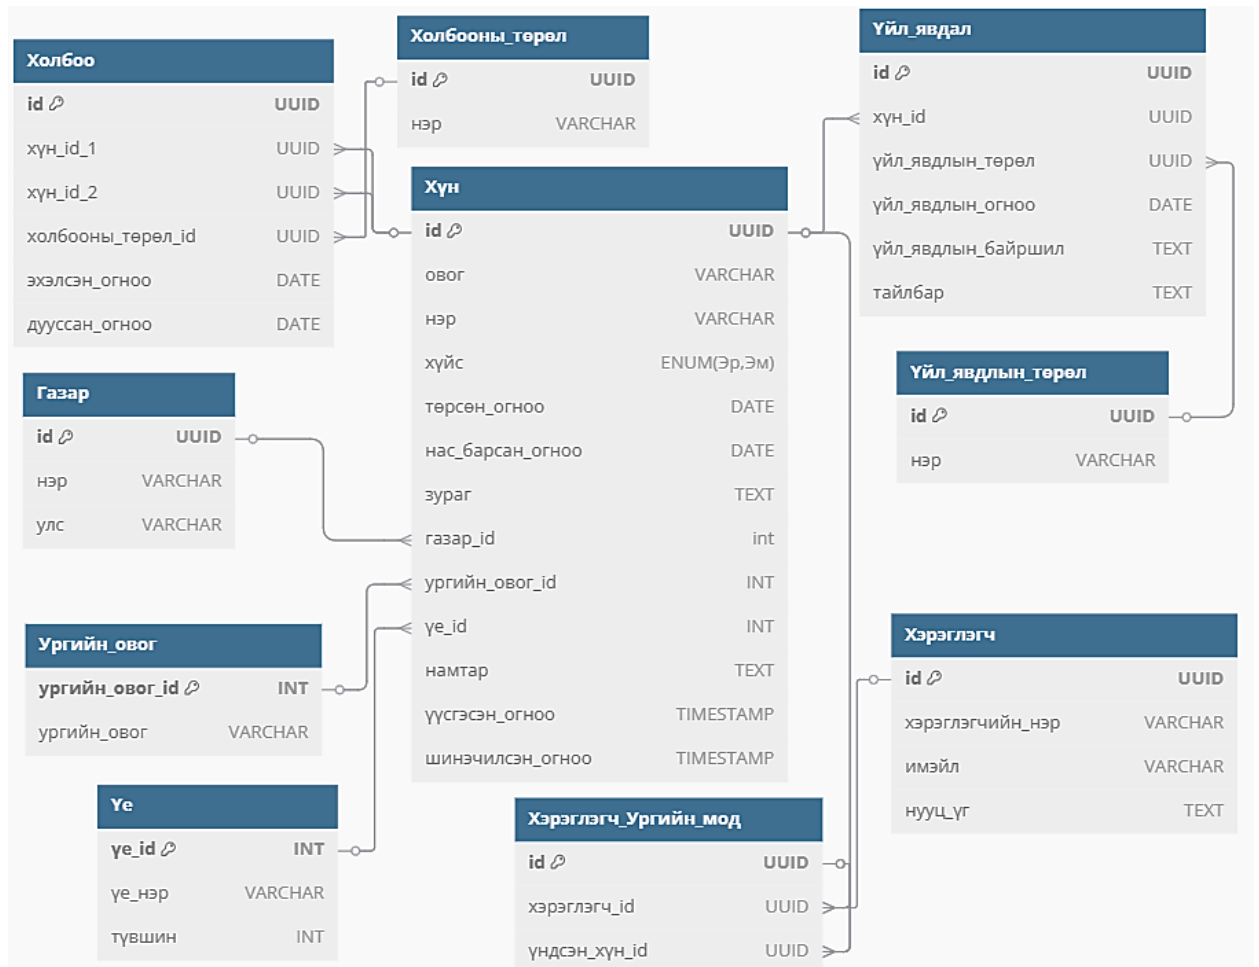 Холбоо
id UUID
хүн_id_1 UUID
хүн_id_2 UUID
холбооны_төрөл_id UUID
эхэлсэн_огноо DATE
дууссан_огноо DATE
Холбооны_төрөл
id UUID
нэр VARCHAR
Үйл_явдал
id UUID
хүн_id UUID
үйл_явдлын_төрөл UUID
үйл_явдлын_огноо DATE
үйл_явдлын_байршил TEXT
тайлбар TEXT
Хүн
id UUID
овог VARCHAR
нэр VARCHAR
хүйс ENUM(Эр,Эм)
төрсөн_огноо DATE
нас_барсан_огноо DATE
зураг TEXT
газар_id int
ургийн_овог_id INT
үе_id INT
намтар TEXT
үүсгэсэн_огноо TIMESTAMP
шинэчилсэн_огноо TIMESTAMP
Үйл_явдлын_төрөл
id UUID
нэр VARCHAR
Газар
id UUID
нэр VARCHAR
улс VARCHAR
Ургийн_овог
ургийн_овог_id INT
ургийн_овог VARCHAR
Хэрэглэгч
id UUID
хэрэглэгчийн_нэр VARCHAR
имэйл VARCHAR
нууц_үг TEXT
Үе
үе_id INT
үе_нэр VARCHAR
түвшин INT
Хэрэглэгч_Ургийн_мод
id UUID
хэрэглэгч_id UUID
үндсэн_хүн_id UUID